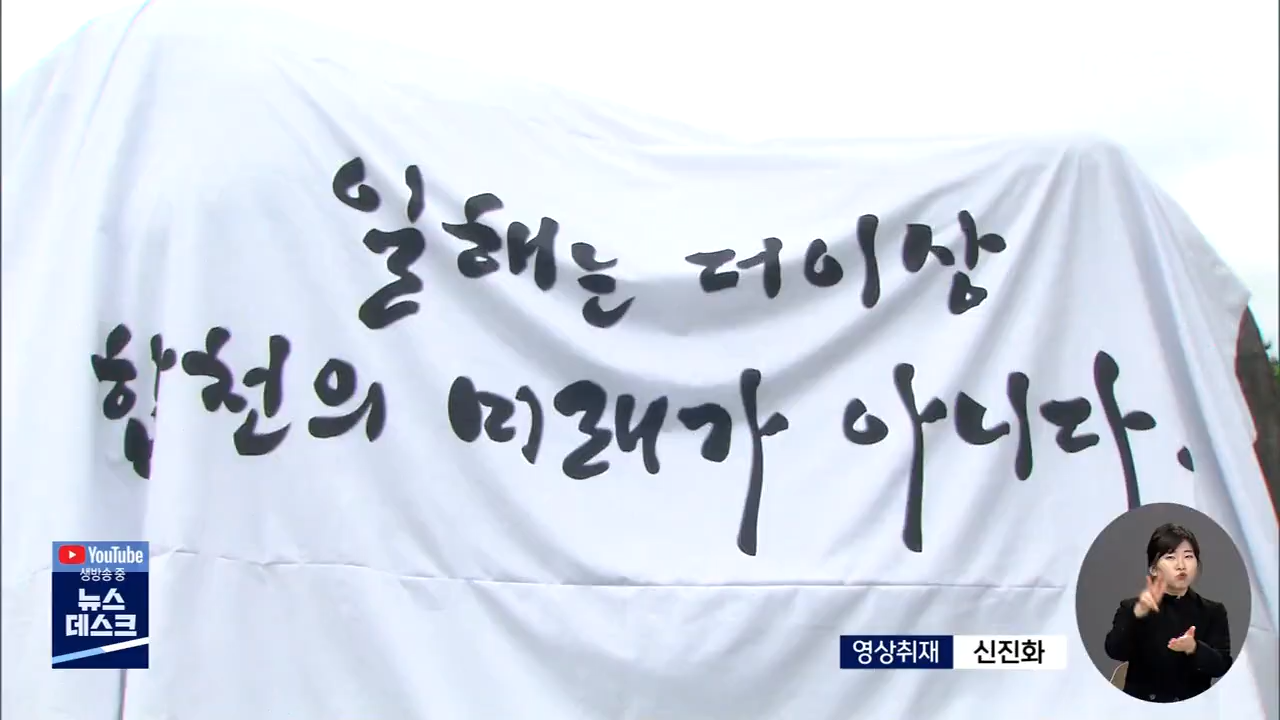 일해는 더이상
합천의 미래가 아니다.
YouTube
생방송 중
뉴스
데스크
영상취재 신진화